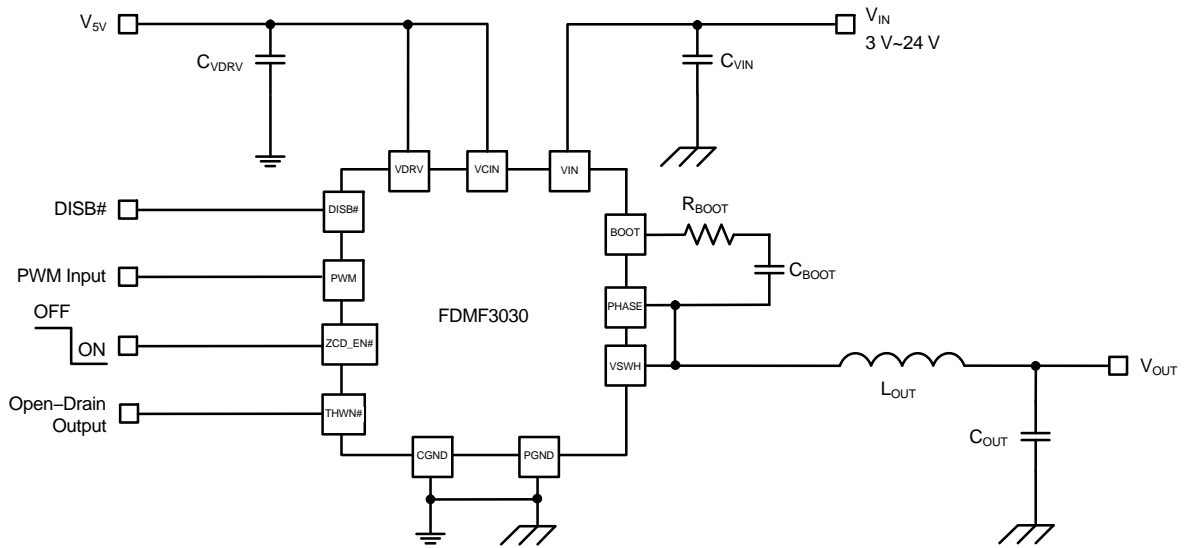 V5V
VIN
3 V~24 V
CVDRV
CVIN
VDRV
VCIN
VIN
DISB#
DISB#
RBOOT
BOOT
PWM Input
PWM
CBOOT
OFF
PHASE
FDMF3030
ON
ZCD_EN#
VSWH
VOUT
LOUT
Open–Drain
Output
THWN#
COUT
CGND
PGND